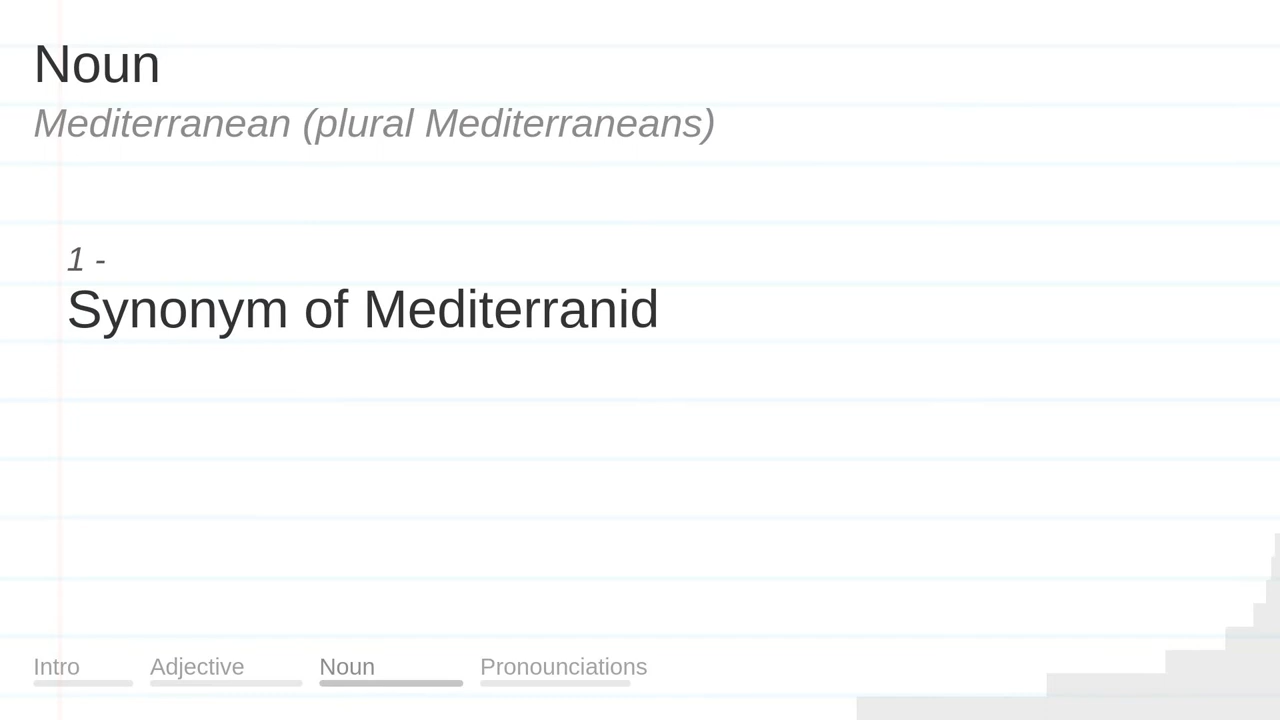 Noun
Mediterranean (plural Mediterraneans)
1 -
Synonym of Mediterranid
Intro Adjective Noun Pronounciations